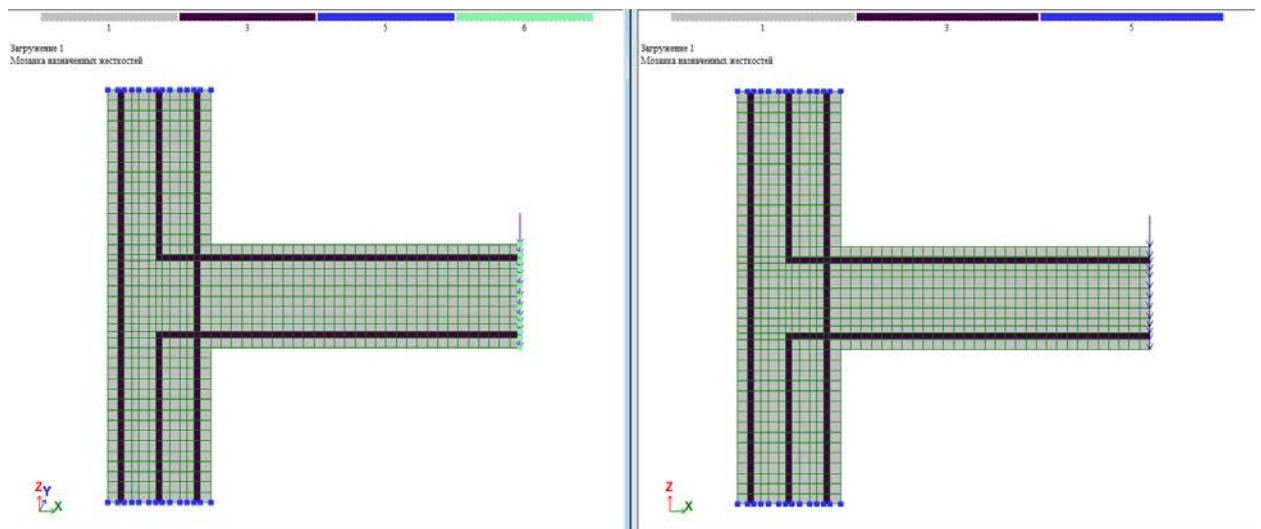 1 3 5 6
Загружение 1
Мозаика назначенных жесткостей
Z Y X
1 3 5
Загружение 1
Мозаика назначенных жесткостей
Z X